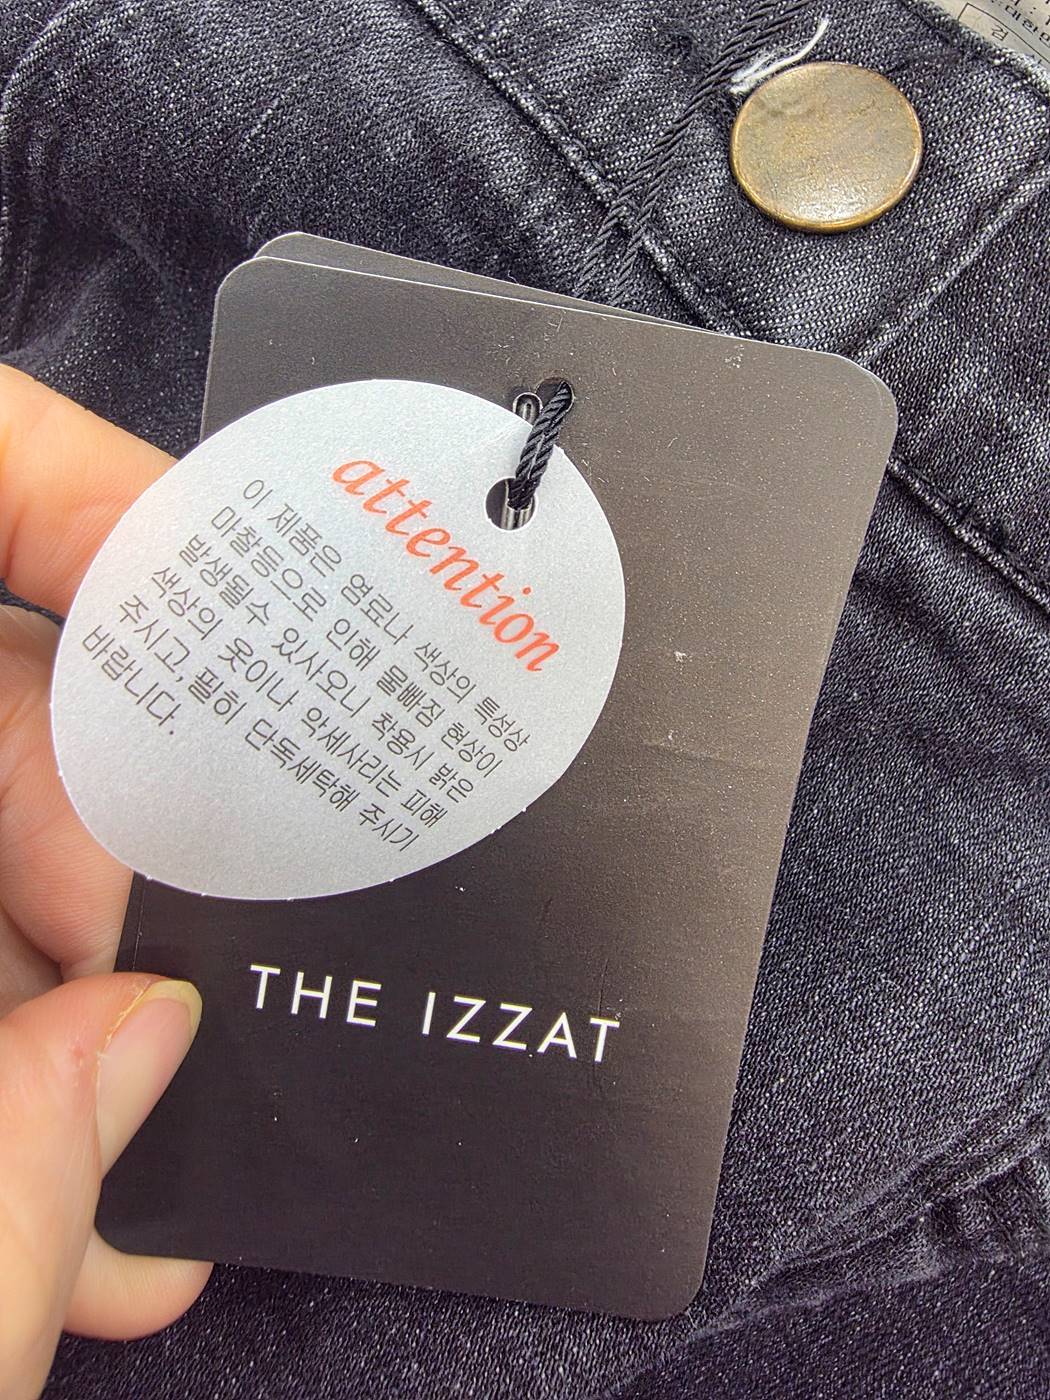 attention
이 제품은 염료나 색상의 특성상
마찰등으로 인해 물빠짐 현상이
발생될수 있사오니 착용시 밝은
색상의 옷이나 악세사리는 피해
주시고, 필히 단독세탁해 주시기
바랍니다.
THE IZZAT